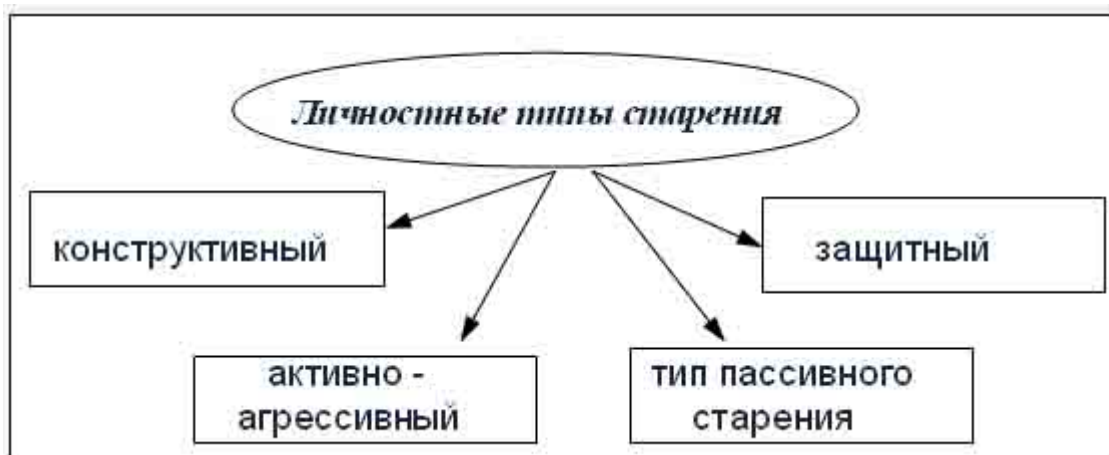 Личностные типы старения
конструктивный
защитный
активно -
агрессивный
тип пассивного
старения